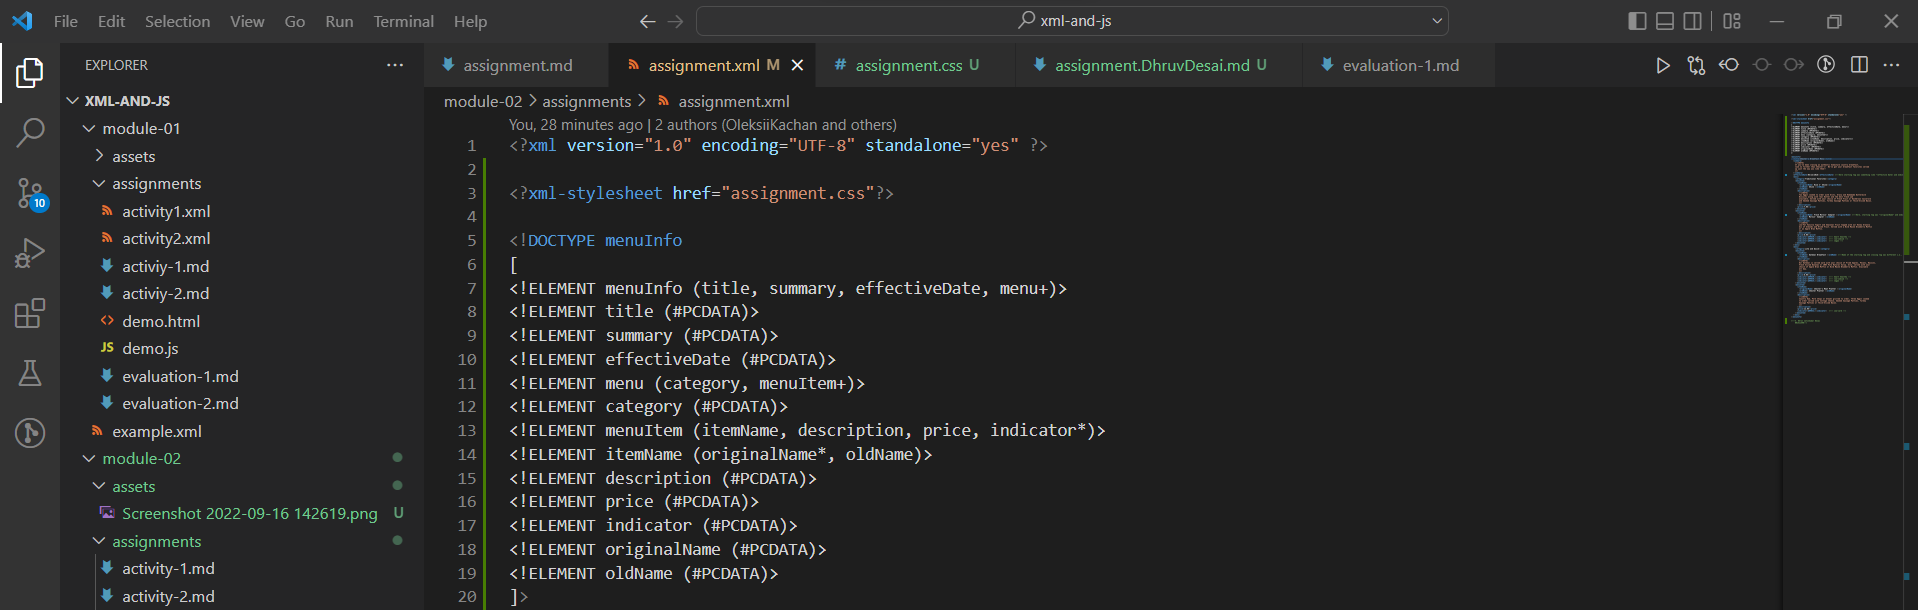 File Edit Selection View Go Run Terminal Help
xml-and-js
EXPLORER
XML-AND-JS
module-01
assets
assignments
activity1.xml
activity2.xml
activiy-1.md
activiy-2.md
demo.html
JS demo.js
evaluation-1.md
evaluation-2.md
example.xml
module-02
assets
Screenshot 2022-09-16 142619.png U
assignments
activity-1.md
activity-2.md
10
assignment.md
assignment.xml M
# assignment.css U
assignment.DhruvDesai.md U
evaluation-1.md
module-02 > assignments > assignment.xml
You, 28 minutes ago | 2 authors (OleksiiKachan and others)
1 <?xml version="1.0" encoding="UTF-8" standalone="yes" ?>
2
3 <?xml-stylesheet href="assignment.css"?>
4
5 <!DOCTYPE menuInfo
6 [
7 <!ELEMENT menuInfo (title, summary, effectiveDate, menu+)>
8 <!ELEMENT title (#PCDATA)>
9 <!ELEMENT summary (#PCDATA)>
10 <!ELEMENT effectiveDate (#PCDATA)>
11 <!ELEMENT menu (category, menuItem+)>
12 <!ELEMENT category (#PCDATA)>
13 <!ELEMENT menuItem (itemName, description, price, indicator*)>
14 <!ELEMENT itemName (originalName*, oldName)>
15 <!ELEMENT description (#PCDATA)>
16 <!ELEMENT price (#PCDATA)>
17 <!ELEMENT indicator (#PCDATA)>
18 <!ELEMENT originalName (#PCDATA)>
19 <!ELEMENT oldName (#PCDATA)>
20 ]>